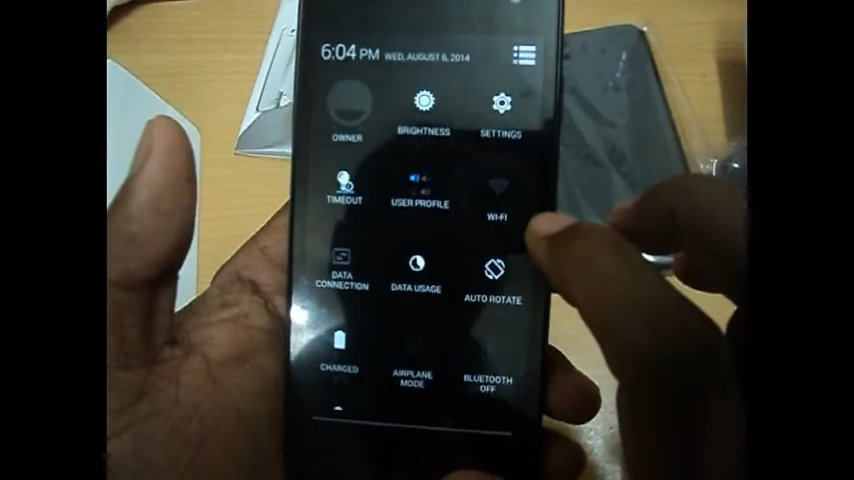 6:04 PM WED, AUGUST 6, 2014
OWNER
BRIGHTNESS
SETTINGS
TIMEOUT
USER PROFILE
WI-FI
DATA
CONNECTION
DATA USAGE
AUTO ROTATE
CHARGED
AIRPLANE
MODE
BLUETOOTH
OFF